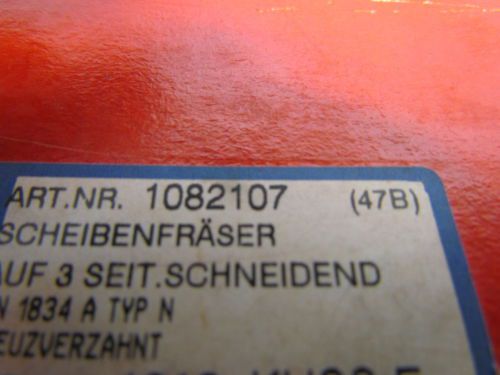 ART.NR. 1082107 (47B)
SCHEIBENFRÄSER
AUF 3 SEIT.SCHNEIDEND
N 1834 A TYP N
EUZVERZAHNT